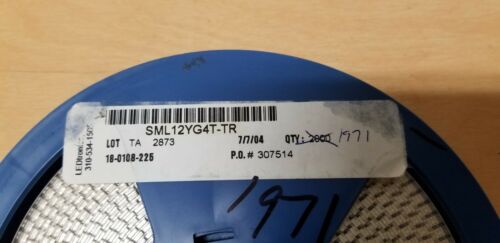 SML12YG4T-TR
LOT TA 2873 7/7/04 QTY: 2000 1971
18-0108-225 P.O.# 307514
310-534-1505
1971